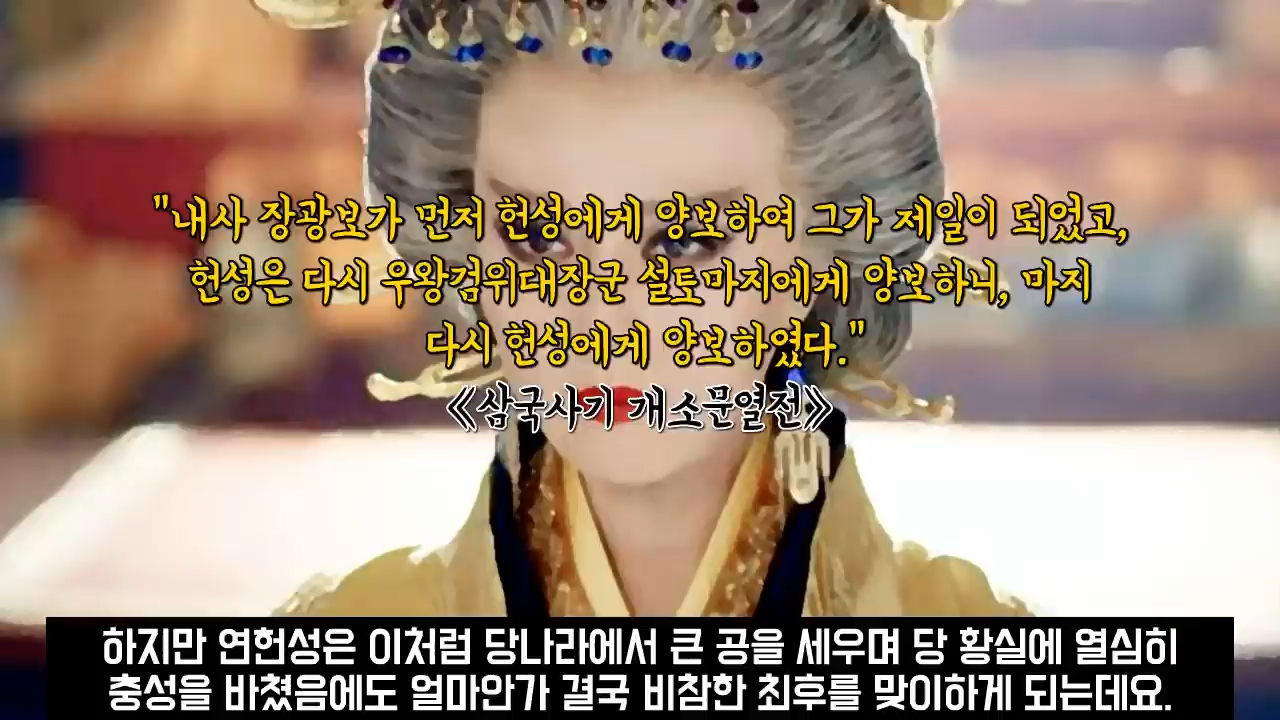 "내사 장광보가 먼저 헌성에게 양보하여 그가 제일이 되었고,
헌성은 다시 우왕검위대장군 설토마지에게 양보하니, 마지
다시 헌성에게 양보하였다."
《삼국사기 개소문열전》
하지만 연헌성은 이처럼 당나라에서 큰 공을 세우며 당 황실에 열심히
충성을 바쳤음에도 얼마안가 결국 비참한 최후를 맞이하게 되는데요.